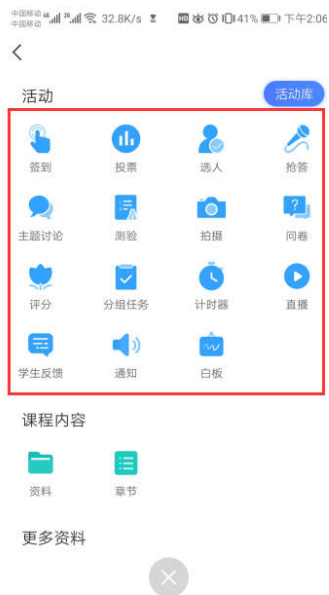 中国移动 46 26 32.8K/s HD 41% 下午2:06
中国移动
活动 活动库
签到 投票 选人 抢答
主题讨论 测验 拍摄 问卷
评分 分组任务 计时器 直播
学生反馈 通知 白板
课程内容
资料 章节
更多资料